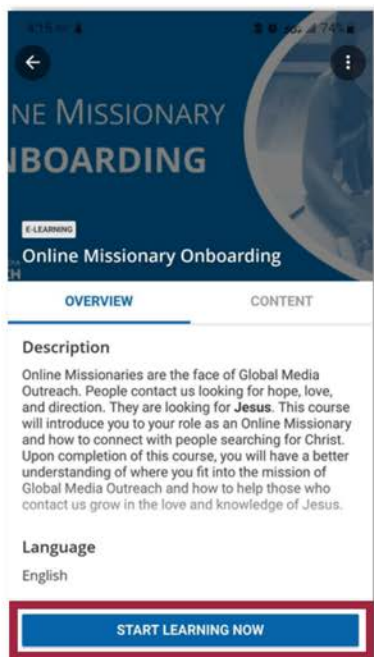 74%
NE MISSIONARY
NBOARDING
E-LEARNING
Online Missionary Onboarding
CH
OVERVIEW CONTENT
Description
Online Missionaries are the face of Global Media
Outreach. People contact us looking for hope, love,
and direction. They are looking for Jesus. This course
will introduce you to your role as an Online Missionary
and how to connect with people searching for Christ.
Upon completion of this course, you will have a better
understanding of where you fit into the mission of
Global Media Outreach and how to help those who
contact us grow in the love and knowledge of Jesus.
Language
English
START LEARNING NOW